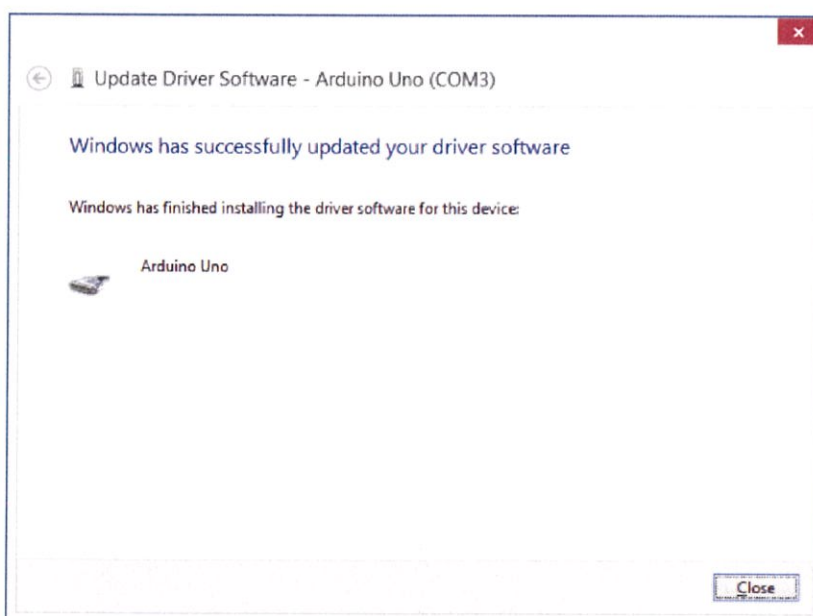 Update Driver Software - Arduino Uno (COM3)
Windows has successfully updated your driver software
Windows has finished installing the driver software for this device:
Arduino Uno
Close